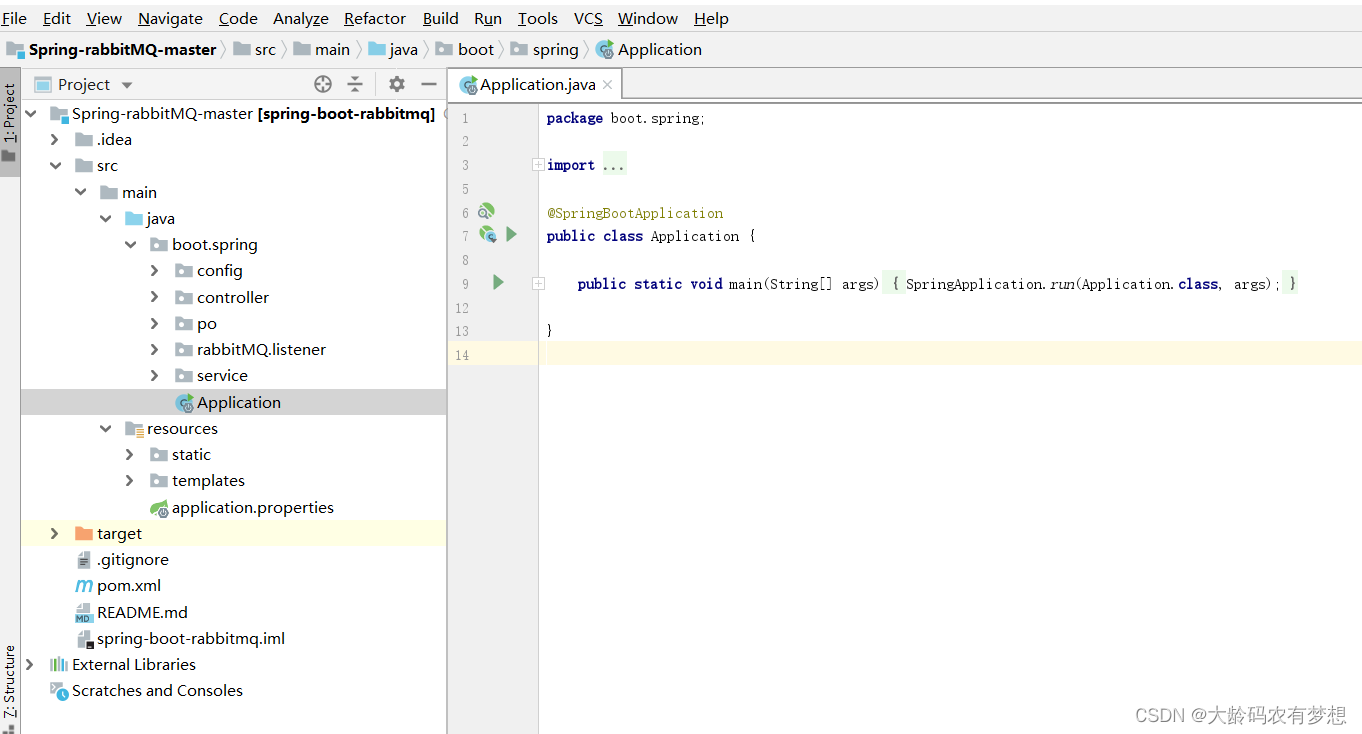 File Edit View Navigate Code Analyze Refactor Build Run Tools VCS Window Help
Spring-rabbitMQ-master src main java boot spring Application
Project
Application.java
1: Project
Spring-rabbitMQ-master [spring-boot-rabbitmq]
.idea
src
main
java
boot.spring
config
controller
po
rabbitMQ.listener
service
Application
resources
static
templates
application.properties
target
.gitignore
pom.xml
README.md
spring-boot-rabbitmq.iml
External Libraries
Scratches and Consoles
Z: Structure
1 package boot.spring;
2
3 import ...
5
6 @SpringBootApplication
7 public class Application {
8
9 public static void main(String[] args) { SpringApplication.run(Application.class, args); }
12
13 }
14
CSDN @大龄码农有梦想